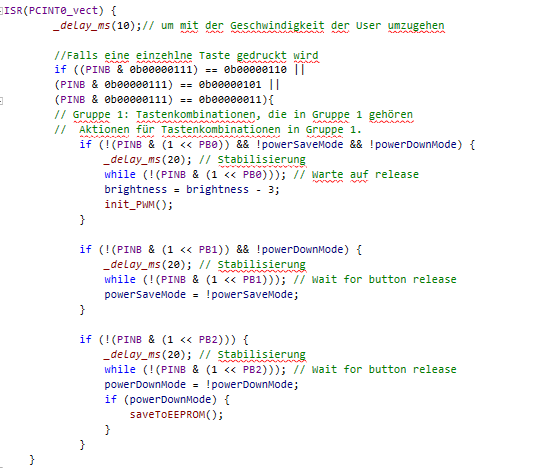 ISR(PCINT0_vect) {
_delay_ms(10);// um mit der Geschwindigkeit der User umzugehen
//Falls eine einzehlne Taste gedruckt wird
if ((PINB & 0b00000111) == 0b00000110 ||
(PINB & 0b00000111) == 0b00000101 ||
(PINB & 0b00000111) == 0b00000011){
// Gruppe 1: Tastenkombinationen, die in Gruppe 1 gehören
//  Aktionen für Tastenkombinationen in Gruppe 1.
if (!(PINB & (1 << PB0)) && !powerSaveMode && !powerDownMode) {
_delay_ms(20); // Stabilisierung
while (!(PINB & (1 << PB0))); // Warte auf release
brightness = brightness - 3;
init_PWM();
}
if (!(PINB & (1 << PB1)) && !powerDownMode) {
_delay_ms(20); // Stabilisierung
while (!(PINB & (1 << PB1))); // Wait for button release
powerSaveMode = !powerSaveMode;
}
if (!(PINB & (1 << PB2))) {
_delay_ms(20); // Stabilisierung
while (!(PINB & (1 << PB2))); // Wait for button release
powerDownMode = !powerDownMode;
if (powerDownMode) {
saveToEEPROM();
}
}
}